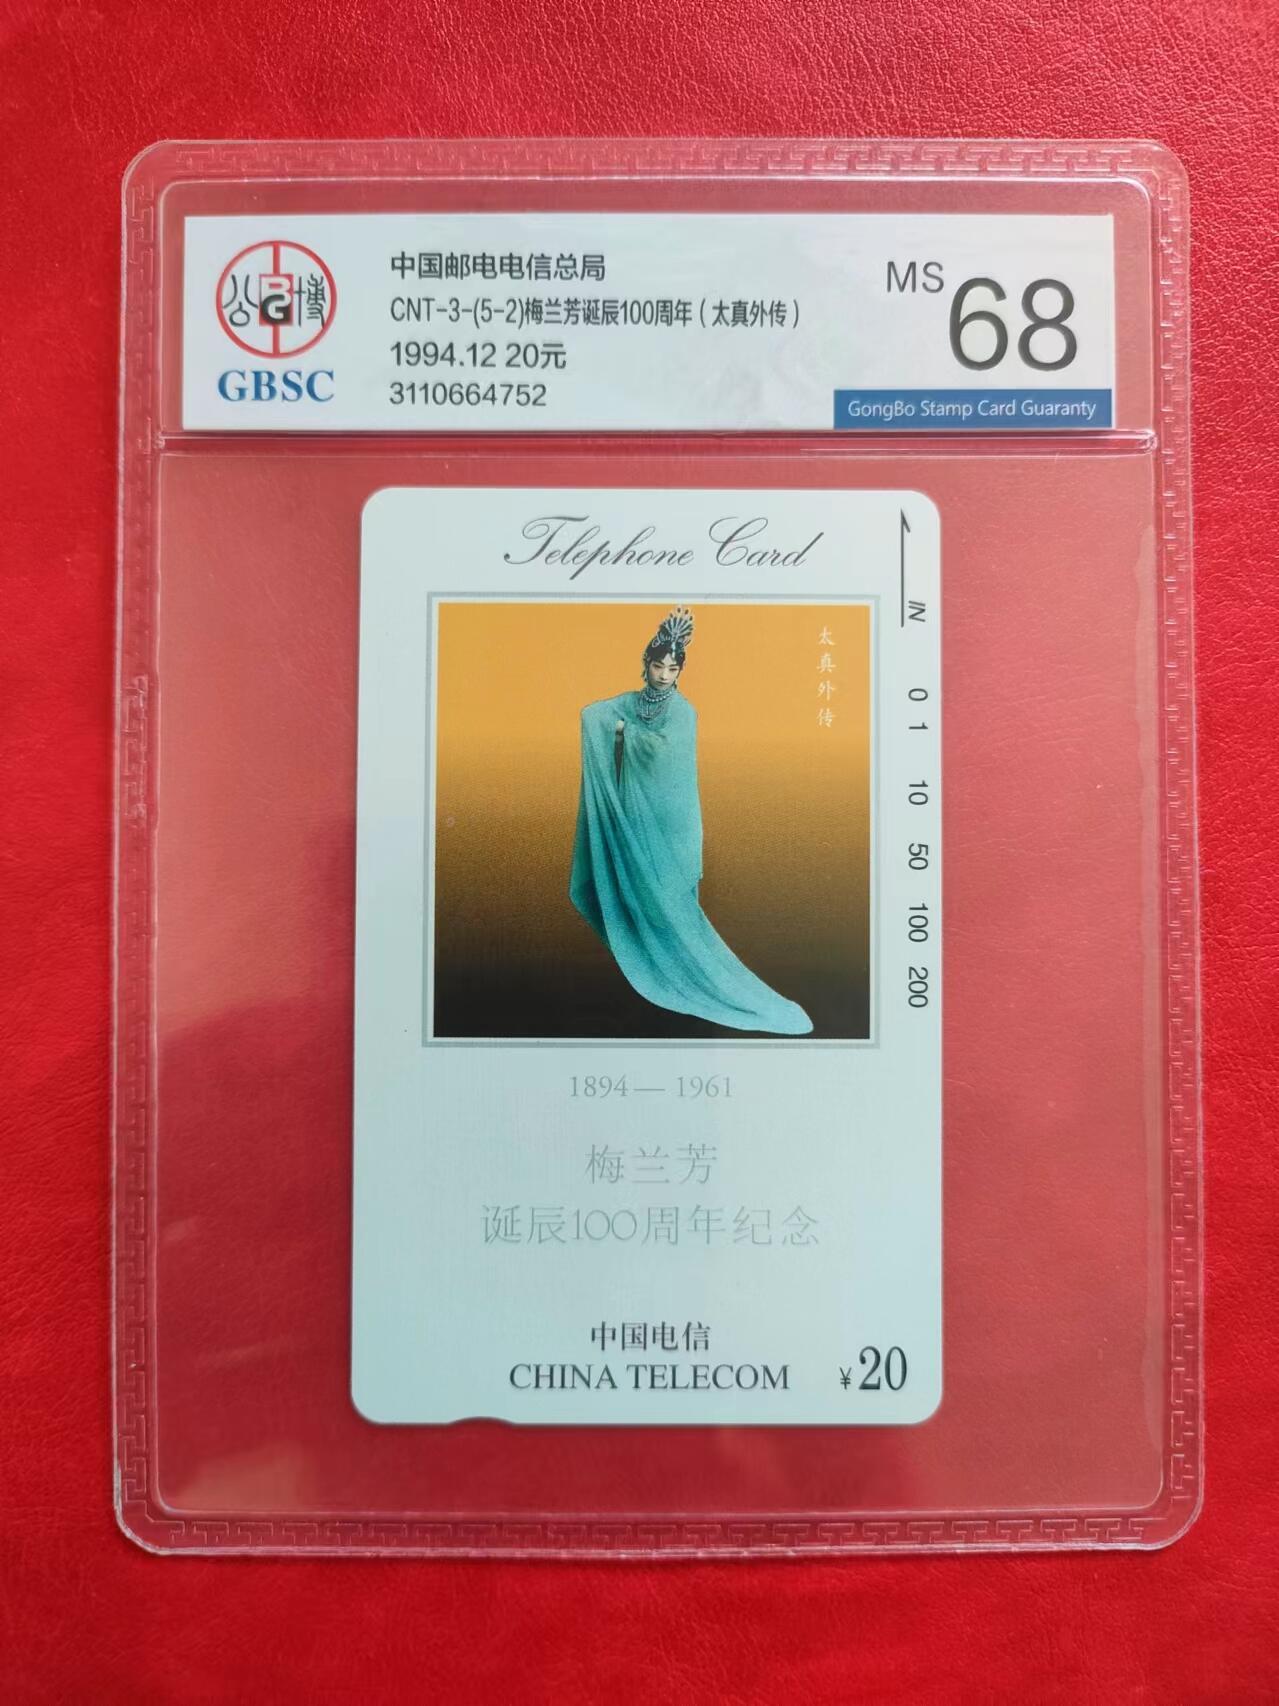 公 BG 博
GBSC
中国邮电电信总局
CNT-3-(5-2)梅兰芳诞辰100周年(太真外传)
1994.12 20元
3110664752
MS 68
GongBo Stamp Card Guaranty
Telephone Card
太真外传
IN 0 1 10 50 100 200
1894—1961
梅兰芳
诞辰100周年纪念
中国电信
CHINA TELECOM
¥20